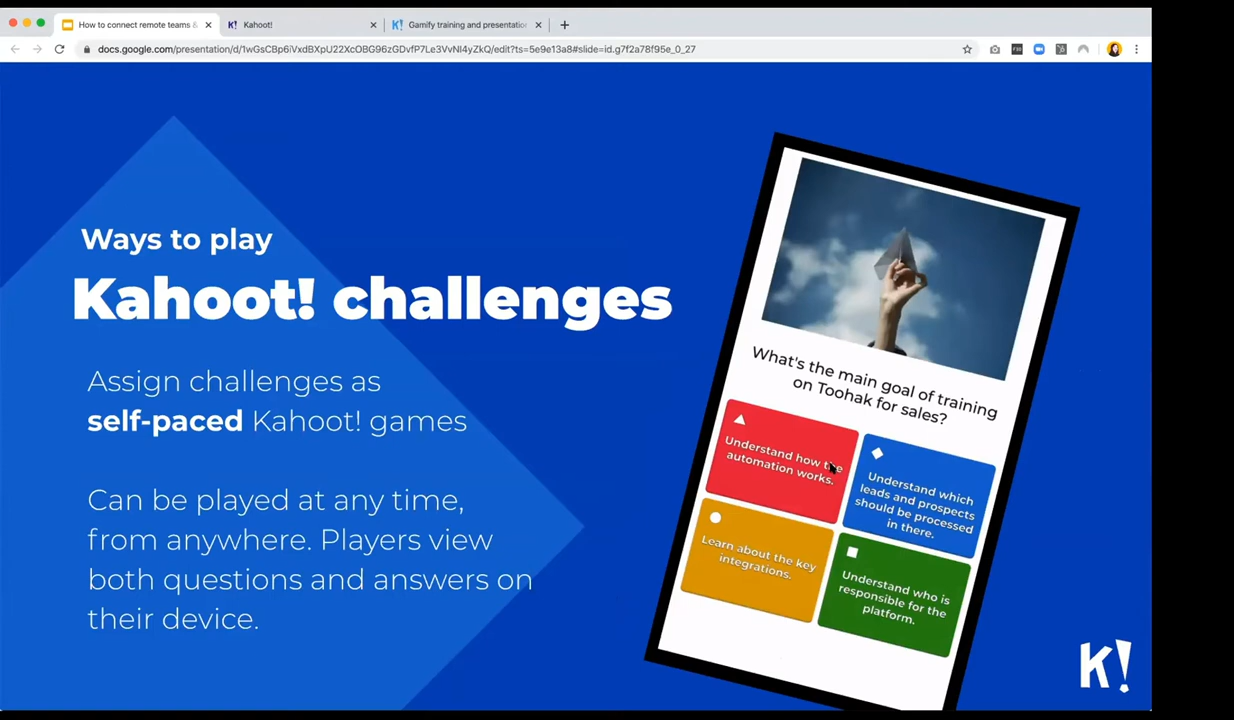 How to connect remote teams &
Kahoot!
Gamify training and presentation
docs.google.com/presentation/d/1wGsCBp6iVxdBXpU22XcOBG96zGDvfP7Le3VvNI4yZkQ/edit?ts=5e9e13a8#slide=id.g7f2a78f95e_0_27
Ways to play
Kahoot! challenges
Assign challenges as
self-paced Kahoot! games
Can be played at any time,
from anywhere. Players view
both questions and answers on
their device.
What's the main goal of training
on Toohak for sales?
Understand how the
automation works.
Understand which
leads and prospects
should be processed
in there.
Learn about the key
integrations.
Understand who is
responsible for the
platform.
K!